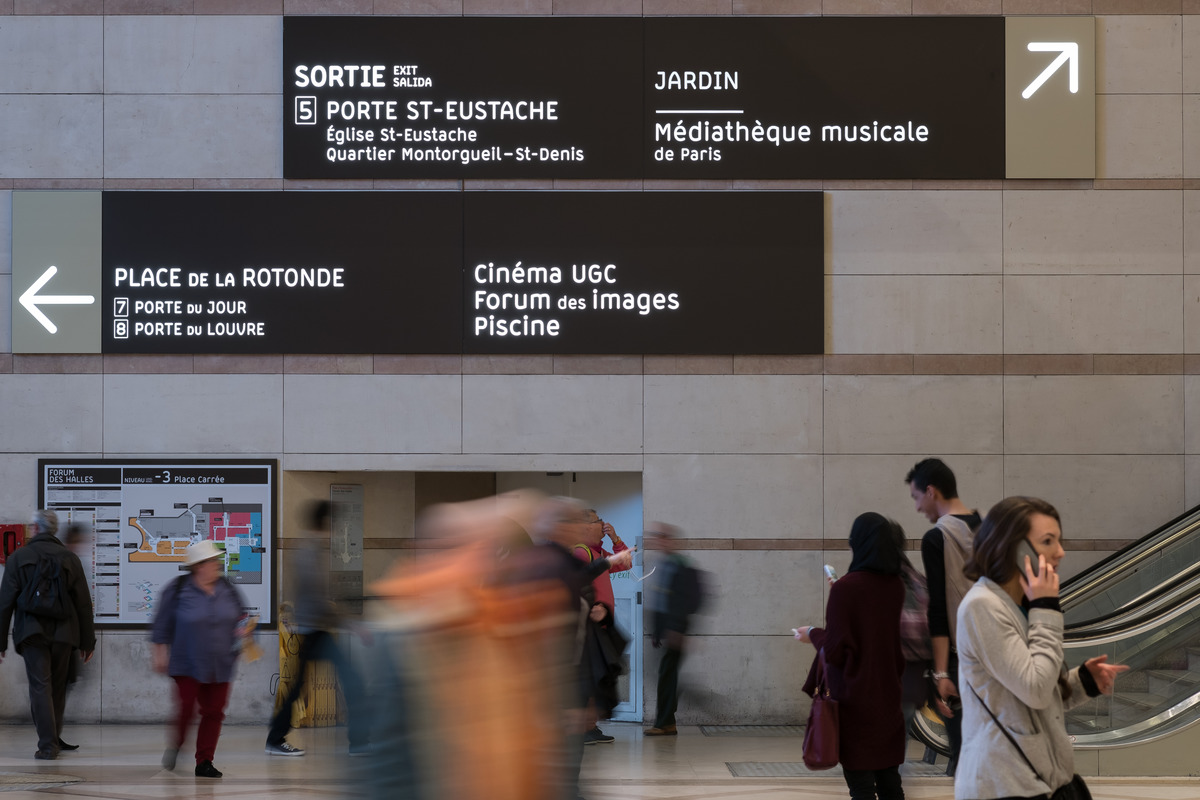 SORTIE EXIT
SALIDA
5 PORTE ST-EUSTACHE
Église St-Eustache
Quartier Montorgueil–St-Denis
JARDIN
Médiathèque musicale
de Paris
PLACE DE LA ROTONDE
7 PORTE DU JOUR
8 PORTE DU LOUVRE
Cinéma UGC
Forum des images
Piscine
FORUM
DES HALLES
NIVEAU -3 Place Carrée
exit